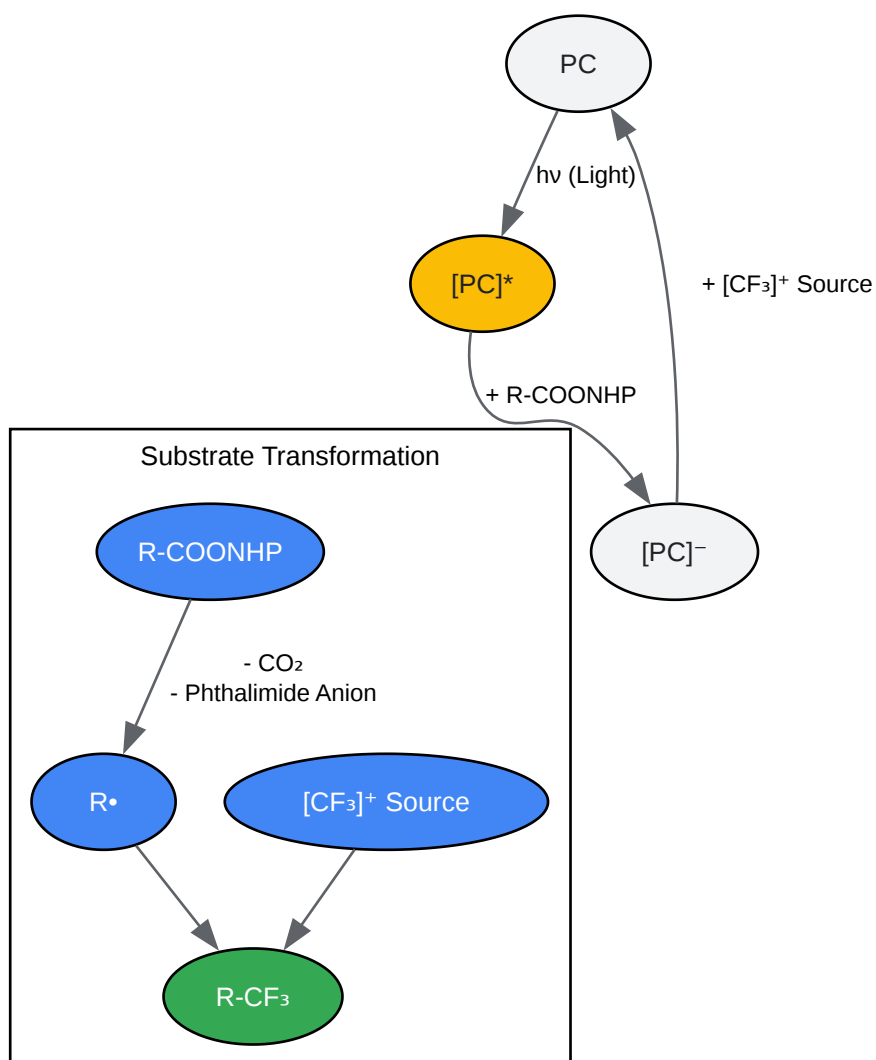 PC
hν (Light)
[PC]*
+ [CF₃]⁺ Source
+ R-COONHP
Substrate Transformation
R-COONHP
[PC]⁻
- CO₂
- Phthalimide Anion
R•
[CF₃]⁺ Source
R-CF₃